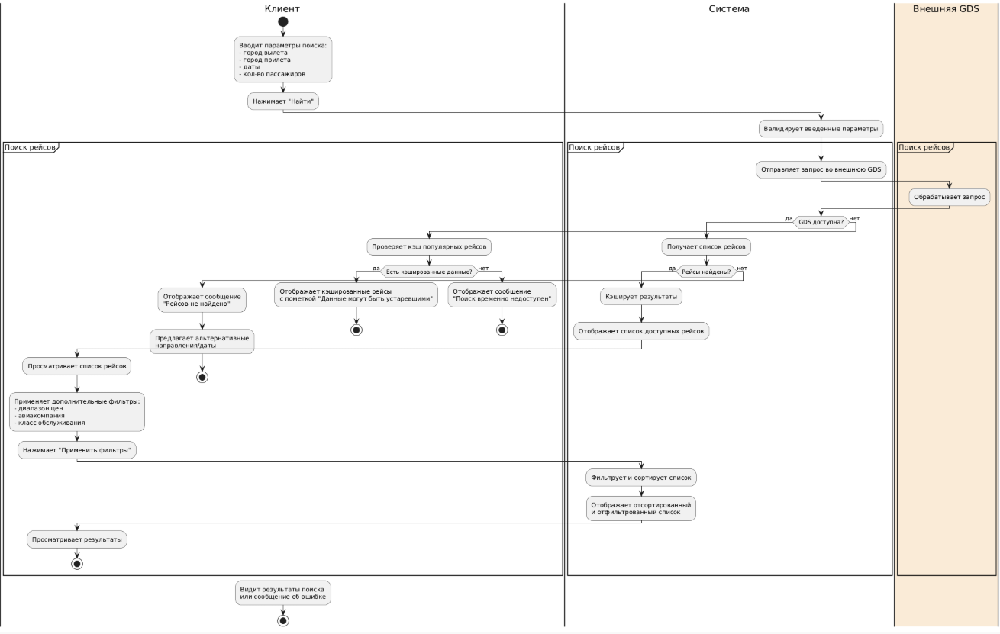 Клиент
Система
Внешняя GDS
Вводит параметры поиска:
- город вылета
- город прилета
- даты
- кол-во пассажиров
Нажимает "Найти"
Валидирует введенные параметры
Поиск рейсов
Поиск рейсов
Поиск рейсов
Отправляет запрос во внешнюю GDS
Обрабатывает запрос
да
GDS доступна?
нет
Проверяет кэш популярных рейсов
Получает список рейсов
да
Есть кэшированные данные?
нет
да
Рейсы найдены?
нет
Отображает сообщение
"Рейсов не найдено"
Отображает кэшированные рейсы
с пометкой "Данные могут быть устаревшими"
Отображает сообщение
"Поиск временно недоступен"
Кэширует результаты
Предлагает альтернативные
направления/даты
Отображает список доступных рейсов
Просматривает список рейсов
Применяет дополнительные фильтры:
- диапазон цен
- авиакомпания
- класс обслуживания
Нажимает "Применить фильтры"
Фильтрует и сортирует список
Отображает отсортированный
и отфильтрованный список
Просматривает результаты
Видит результаты поиска
или сообщение об ошибке